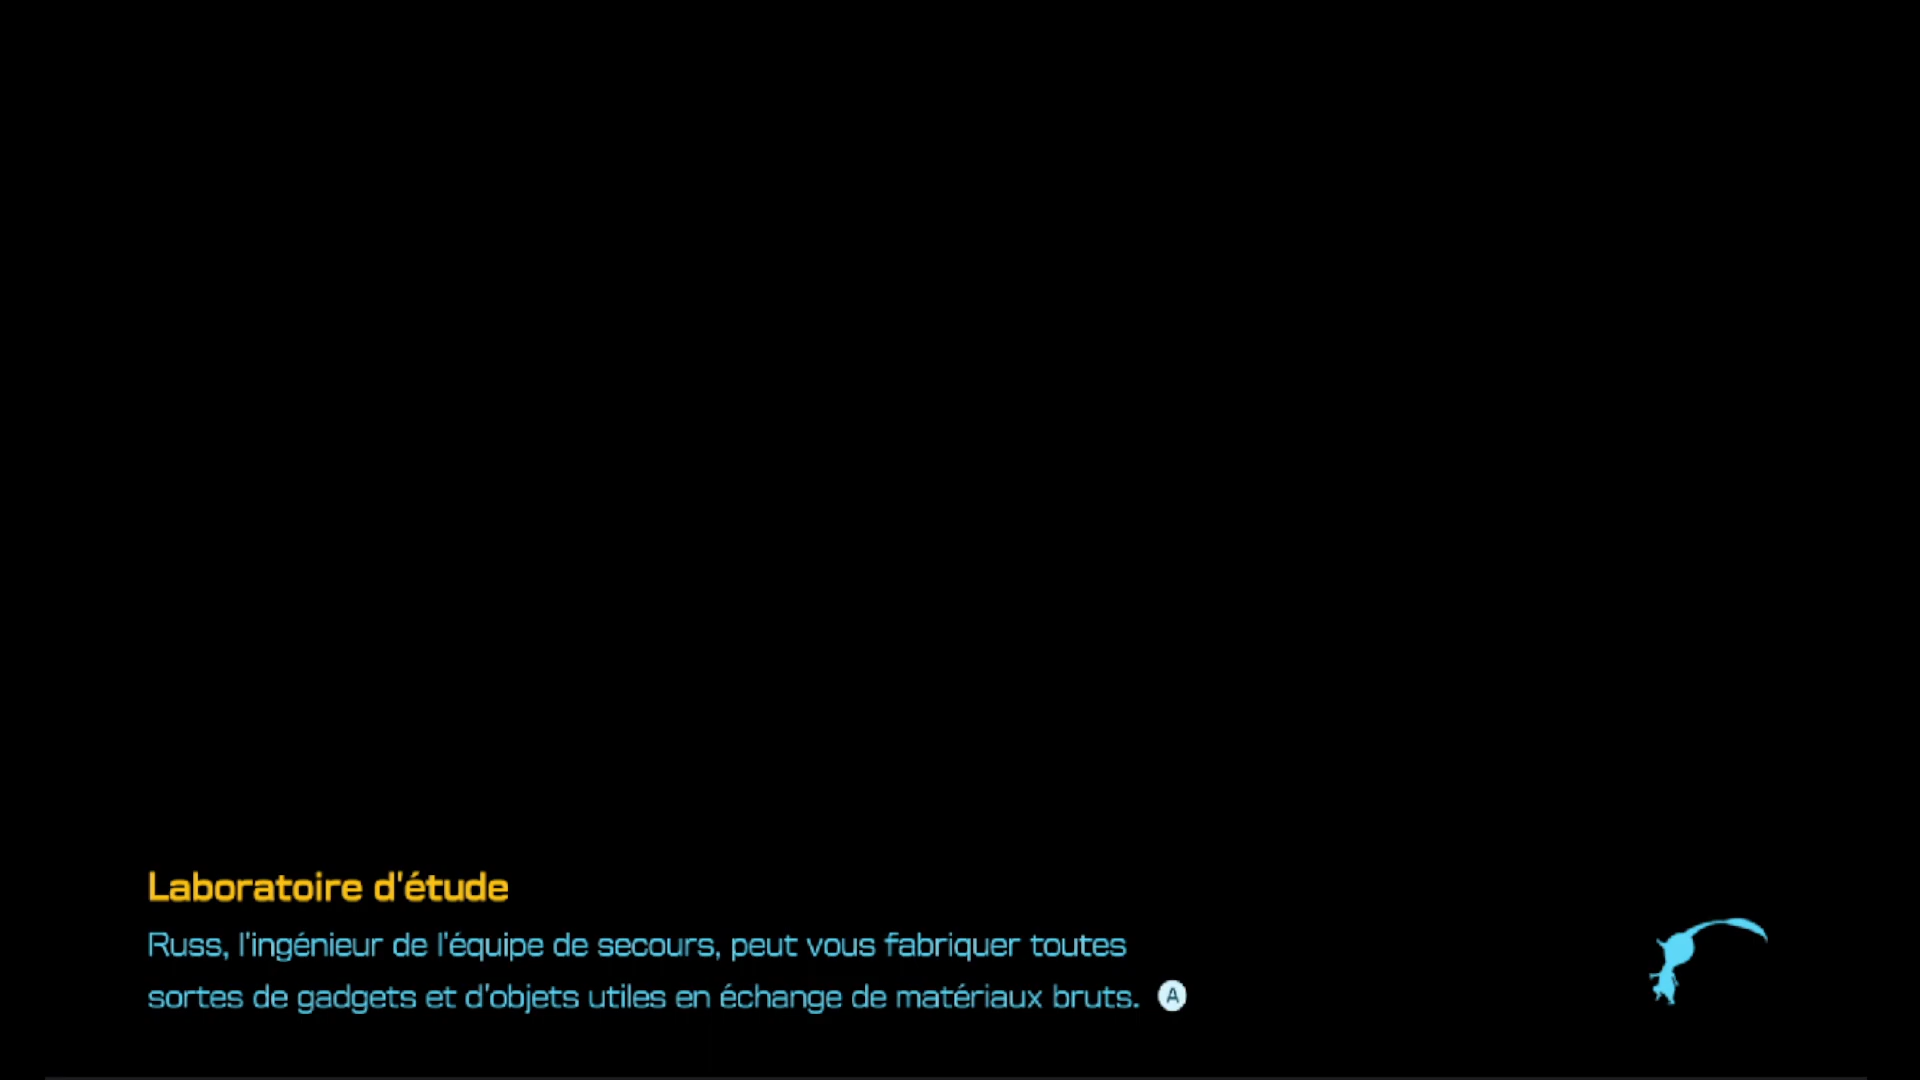 Laboratoire d'étude
Russ, l'ingénieur de l'équipe de secours, peut vous fabriquer toutes
sortes de gadgets et d'objets utiles en échange de matériaux bruts. A